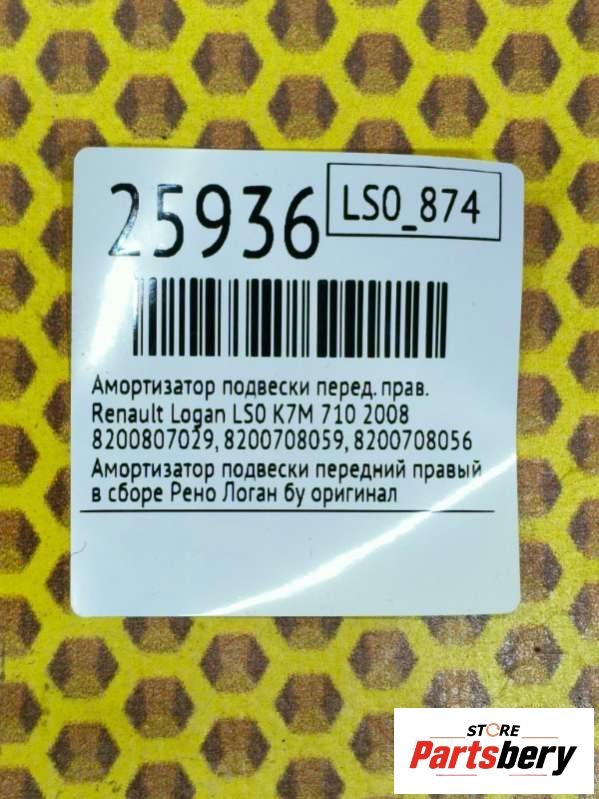 25936
LS0_874
Амортизатор подвески перед. прав.
Renault Logan LS0 K7M 710 2008
8200807029, 8200708059, 8200708056
Амортизатор подвески передний правый
в сборе Рено Логан бу оригинал
STORE
Partsbery